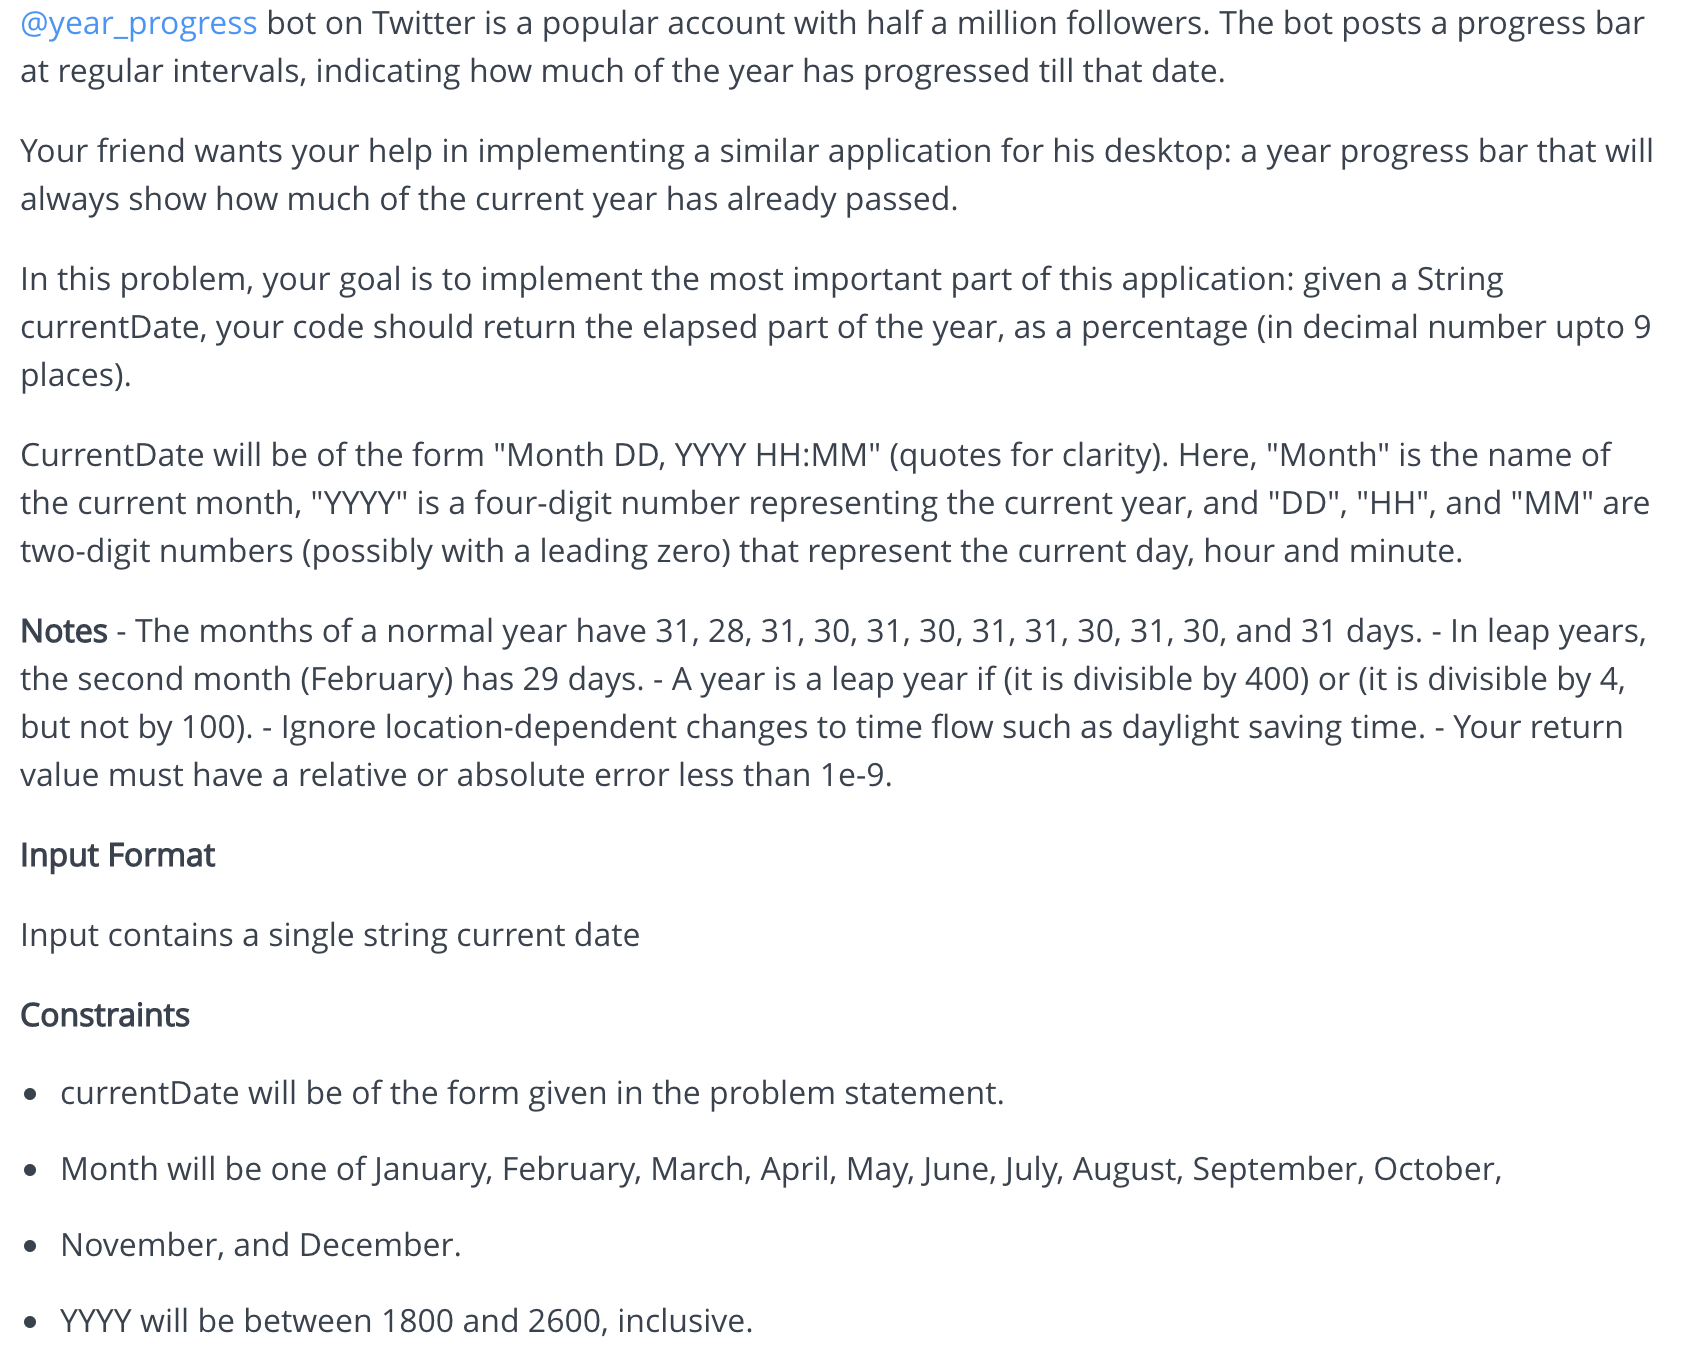 @year_progress bot on Twitter is a popular account with half a million followers. The bot posts a progress bar
at regular intervals, indicating how much of the year has progressed till that date.
Your friend wants your help in implementing a similar application for his desktop: a year progress bar that will
always show how much of the current year has already passed.
In this problem, your goal is to implement the most important part of this application: given a String
currentDate, your code should return the elapsed part of the year, as a percentage (in decimal number upto 9
places).
CurrentDate will be of the form "Month DD, YYYY HH:MM" (quotes for clarity). Here, "Month" is the name of
the current month, "YYYY" is a four-digit number representing the current year, and "DD", "HH", and "MM" are
two-digit numbers (possibly with a leading zero) that represent the current day, hour and minute.
Notes - The months of a normal year have 31, 28, 31, 30, 31, 30, 31, 31, 30, 31, 30, and 31 days. - In leap years,
the second month (February) has 29 days. - A year is a leap year if (it is divisible by 400) or (it is divisible by 4,
but not by 100). - Ignore location-dependent changes to time flow such as daylight saving time. - Your return
value must have a relative or absolute error less than 1e-9.
Input Format
Input contains a single string current date
Constraints
• currentDate will be of the form given in the problem statement.
• Month will be one of January, February, March, April, May, June, July, August, September, October,
• November, and December.
• YYYY will be between 1800 and 2600, inclusive.